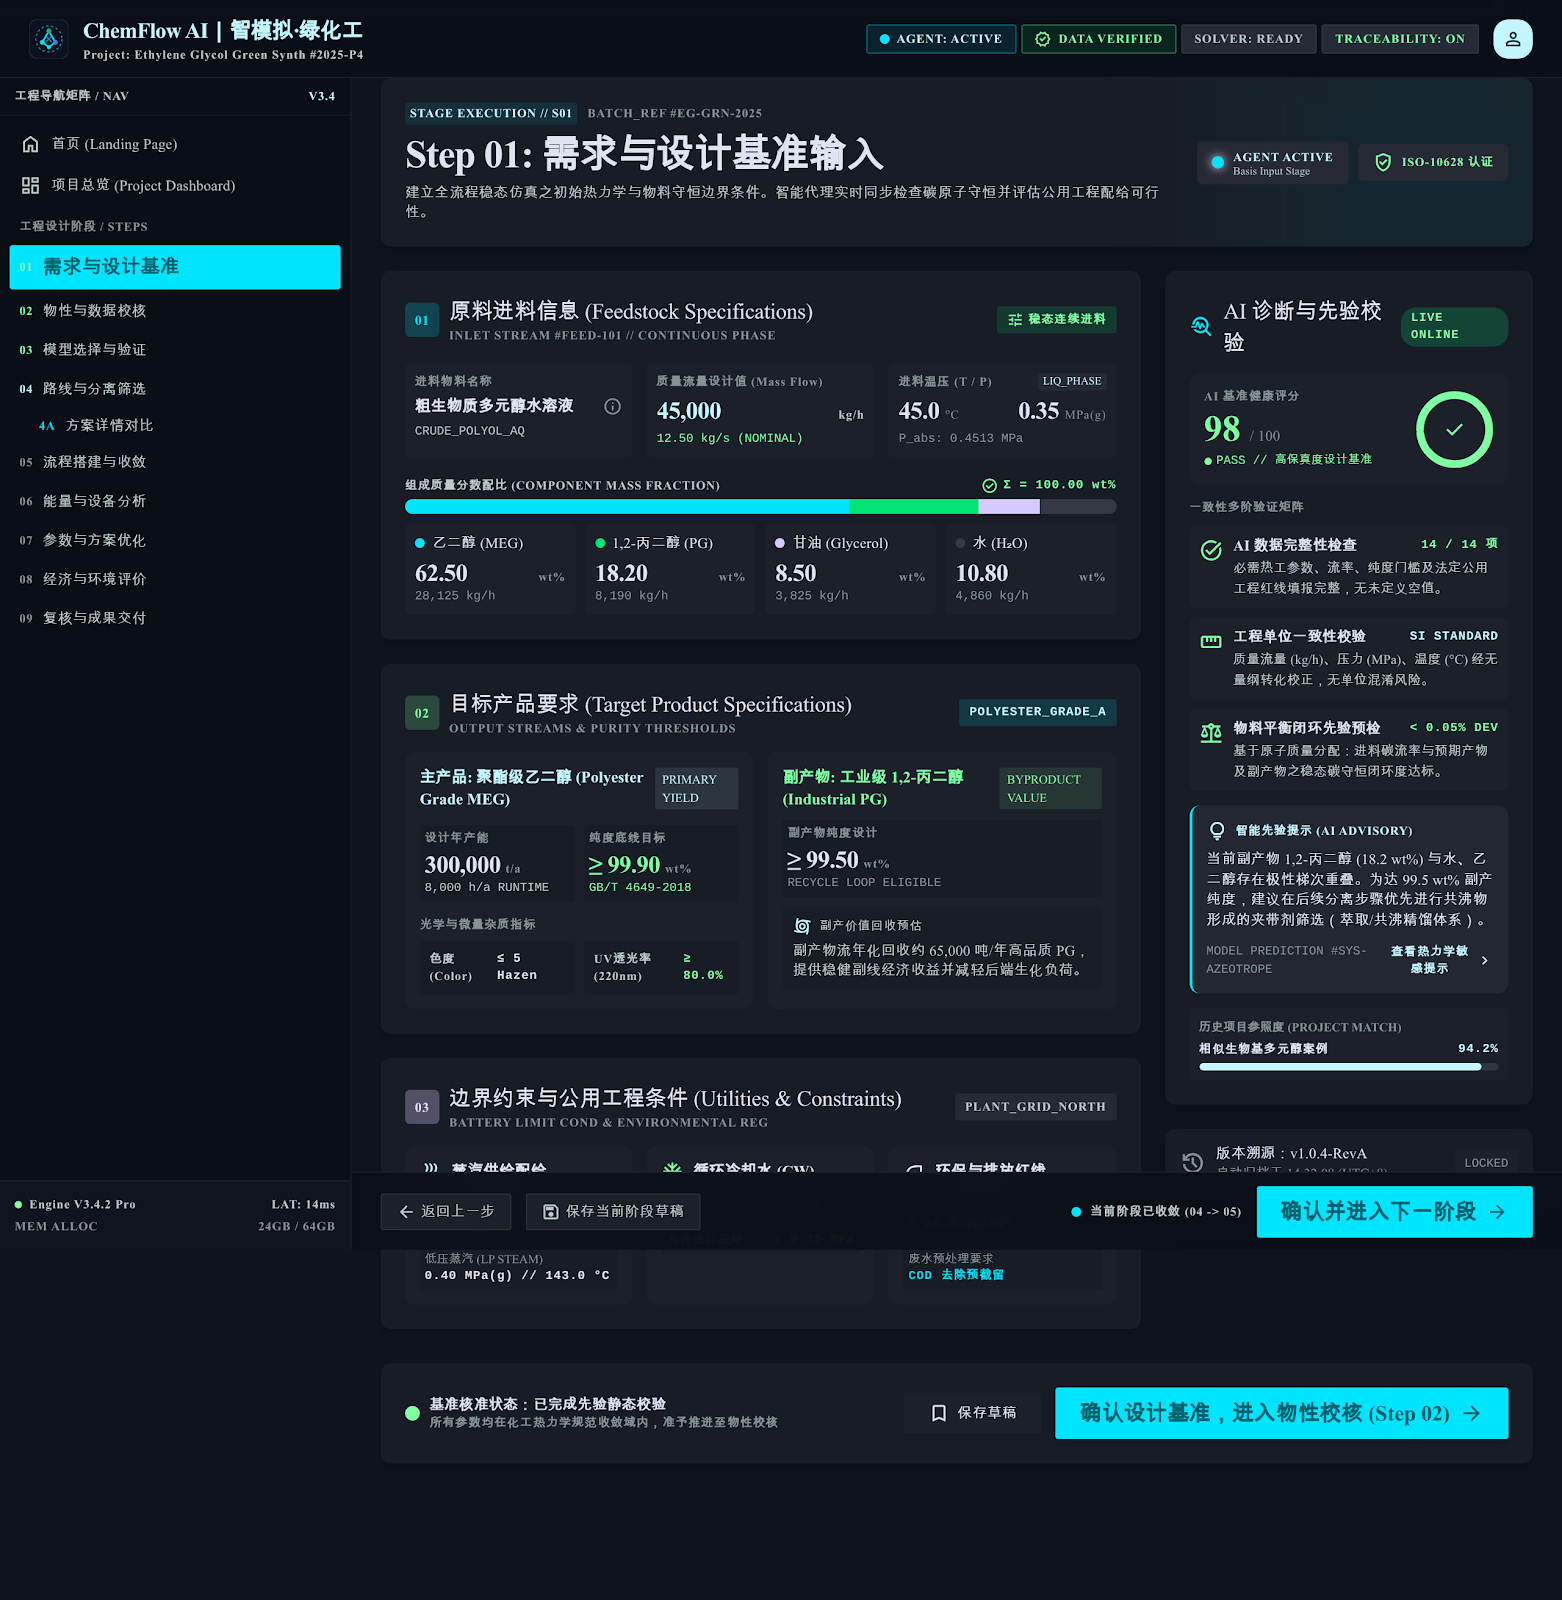 ChemFlow AI | 智模拟·绿化工
Project: Ethylene Glycol Green Synth #2025-P4
AGENT: ACTIVE
DATA VERIFIED
SOLVER: READY
TRACEABILITY: ON
工程导航矩阵 / NAV
V3.4
首页 (Landing Page)
项目总览 (Project Dashboard)
工程设计阶段 / STEPS
01 需求与设计基准
02 物性与数据校核
03 模型选择与验证
04 路线与分离筛选
4A 方案详情对比
05 流程搭建与收敛
06 能量与设备分析
07 参数与方案优化
08 经济与环境评价
09 复核与成果交付
Engine V3.4.2 Pro
LAT: 14ms
MEM ALLOC
24GB / 64GB
STAGE EXECUTION // S01
BATCH_REF #EG-GRN-2025
Step 01: 需求与设计基准输入
建立全流程稳态仿真之初始热力学与物料守恒边界条件。智能代理实时同步检查碳原子守恒并评估公用工程配给可行
性。
AGENT ACTIVE
Basis Input Stage
ISO-10628 认证
01
原料进料信息 (Feedstock Specifications)
INLET STREAM #FEED-101 // CONTINUOUS PHASE
稳态连续进料
进料物料名称
粗生物质多元醇水溶液
CRUDE_POLYOL_AQ
质量流量设计值 (Mass Flow)
45,000
kg/h
12.50 kg/s (NOMINAL)
进料温压 (T / P)
LIQ_PHASE
45.0 °C
0.35 MPa(g)
P_abs: 0.4513 MPa
组成质量分数配比 (COMPONENT MASS FRACTION)
Σ = 100.00 wt%
乙二醇 (MEG)
62.50 wt%
28,125 kg/h
1,2-丙二醇 (PG)
18.20 wt%
8,190 kg/h
甘油 (Glycerol)
8.50 wt%
3,825 kg/h
水 (H₂O)
10.80 wt%
4,860 kg/h
02
目标产品要求 (Target Product Specifications)
OUTPUT STREAMS & PURITY THRESHOLDS
POLYESTER_GRADE_A
主产品: 聚酯级乙二醇 (Polyester
Grade MEG)
PRIMARY
YIELD
设计年产能
300,000 t/a
8,000 h/a RUNTIME
纯度底线目标
≥ 99.90 wt%
GB/T 4649-2018
光学与微量杂质指标
色度
(Color)
≤ 5
Hazen
UV透光率
(220nm)
≥
80.0%
副产物: 工业级 1,2-丙二醇
(Industrial PG)
BYPRODUCT
VALUE
副产物纯度设计
≥ 99.50 wt%
RECYCLE LOOP ELIGIBLE
副产价值回收预估
副产物流年化回收约 65,000 吨/年高品质 PG，
提供稳健副线经济收益并减轻后端生化负荷。
03
边界约束与公用工程条件 (Utilities & Constraints)
BATTERY LIMIT COND & ENVIRONMENTAL REG
PLANT_GRID_NORTH
蒸汽供给配给
循环冷却水 (CW)
环保与排放红线
低压蒸汽 (LP STEAM)
0.40 MPa(g) // 143.0 °C
废水预处理要求
COD 去除预截留
AI 诊断与先验校
验
LIVE
ONLINE
AI 基准健康评分
98 / 100
PASS // 高保真度设计基准
一致性多阶验证矩阵
AI 数据完整性检查
14 / 14 项
必需热工参数、流率、纯度门槛及法定公用
工程红线填报完整，无未定义空值。
工程单位一致性校验
SI STANDARD
质量流量 (kg/h)、压力 (MPa)、温度 (°C) 经无
量纲转化校正，无单位混淆风险。
物料平衡闭环先验预检
< 0.05% DEV
基于原子质量分配：进料碳流率与预期产物
及副产物之稳态碳守恒闭环度达标。
智能先验提示 (AI ADVISORY)
当前副产物 1,2-丙二醇 (18.2 wt%) 与水、乙
二醇存在极性梯次重叠。为达 99.5 wt% 副产
纯度，建议在后续分离步骤优先进行共沸物
形成的夹带剂筛选（萃取/共沸精馏体系）。
MODEL PREDICTION #SYS-
AZEOTROPE
查看热力学敏
感提示
历史项目参照度 (PROJECT MATCH)
相似生物基多元醇案例
94.2%
版本溯源：v1.0.4-RevA
LOCKED
返回上一步
保存当前阶段草稿
当前阶段已收敛 (04 -> 05)
确认并进入下一阶段
基准核准状态：已完成先验静态校验
所有参数均在化工热力学规范收敛域内，准予推进至物性校核
保存草稿
确认设计基准，进入物性校核 (Step 02)